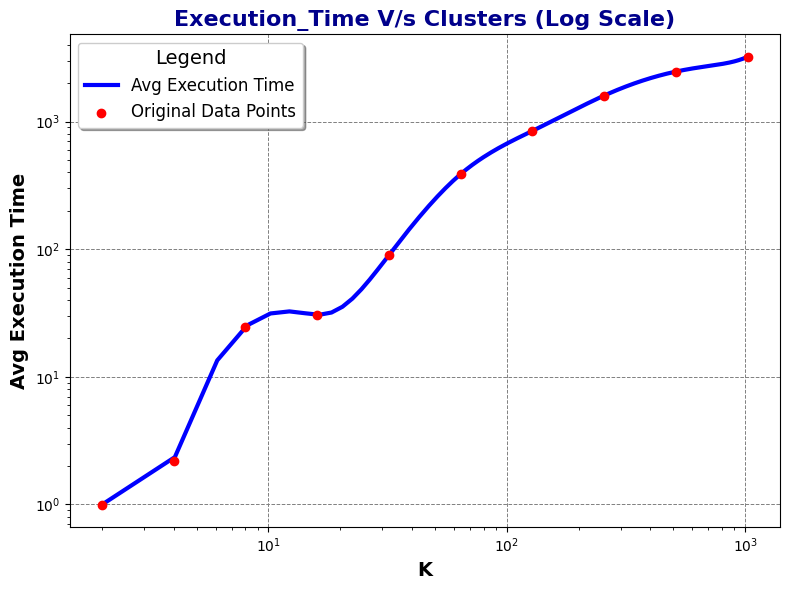 Execution_Time V/s Clusters (Log Scale)
Legend
Avg Execution Time
Original Data Points
Avg Execution Time
10³
10²
10¹
10⁰
10¹ 10² 10³
K